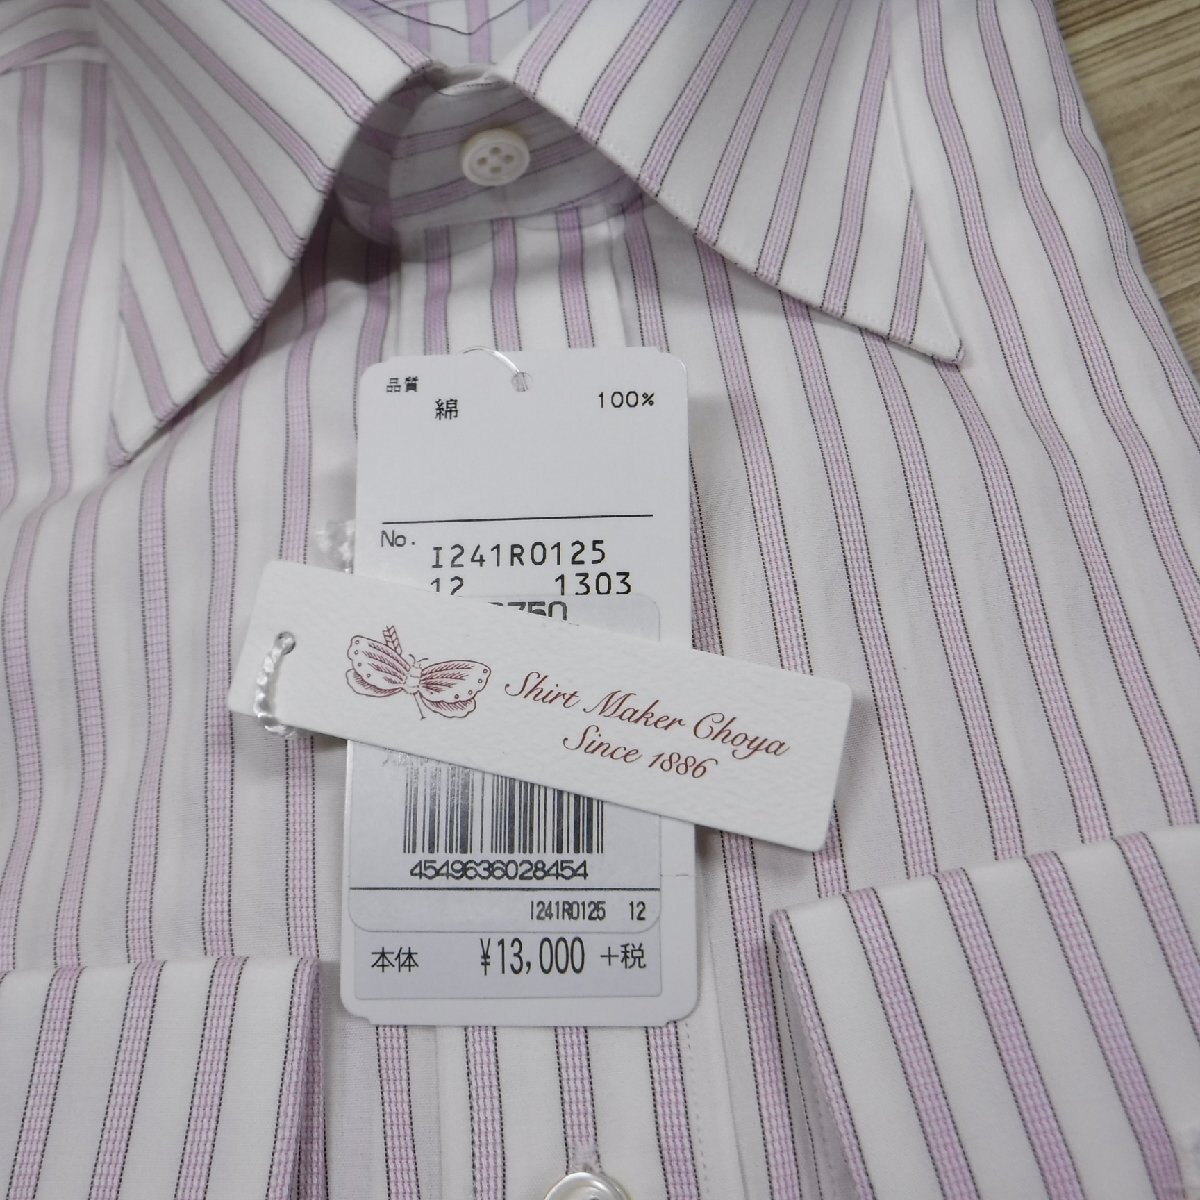 品質
綿 100%
No. I241R0125
12 1303
Shirt Maker Choya
Since 1886
4549636028454
I241R0125 12
本体 ¥13,000 +税